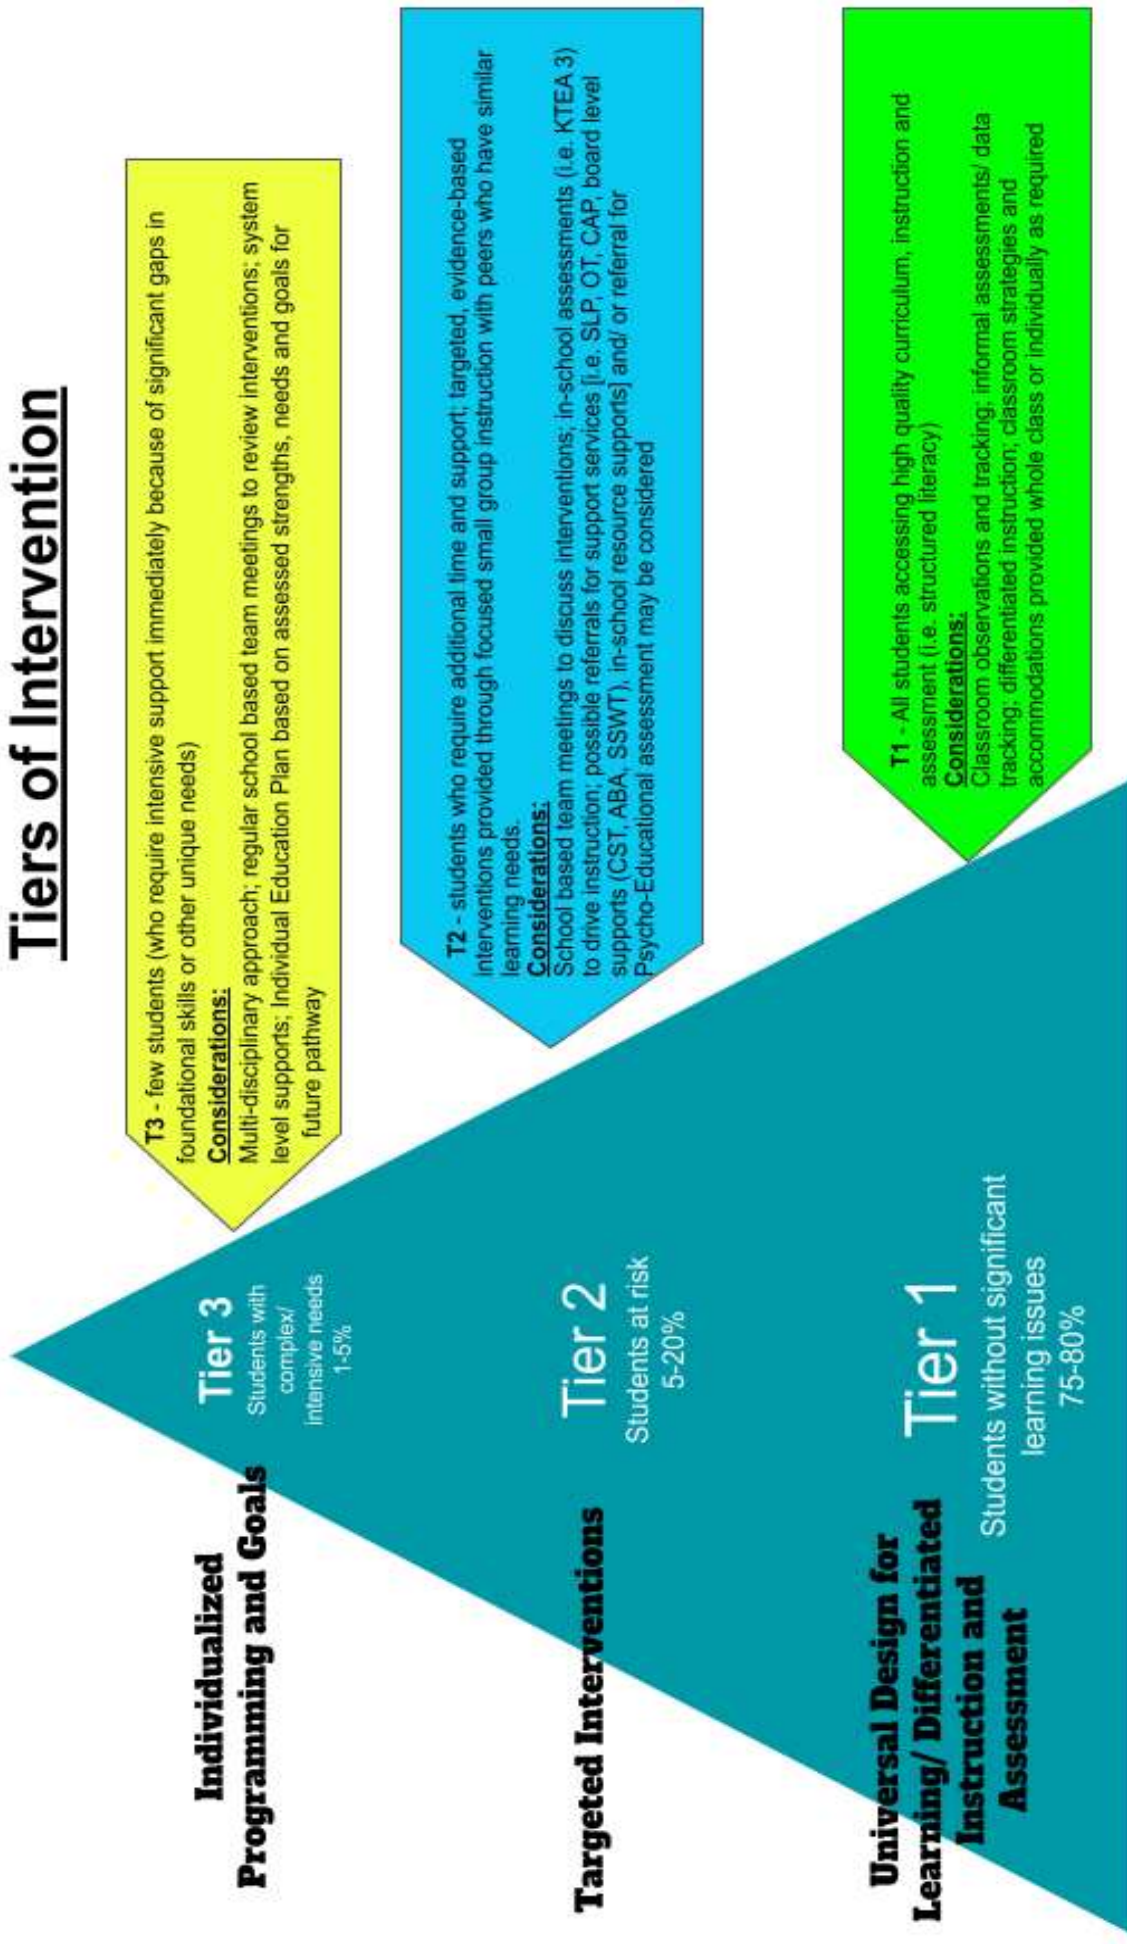 Tiers of Intervention
Individualized
Programming and Goals
Tier 3
Students with
complex/
intensive needs
1-5%
T3 - few students (who require intensive support immediately because of significant gaps in
foundational skills or other unique needs)
Considerations:
Multi-disciplinary approach; regular school based team meetings to review interventions; system
level supports; Individual Education Plan based on assessed strengths, needs and goals for
future pathway
Targeted Interventions
Tier 2
Students at risk
5-20%
T2 - students who require additional time and support; targeted, evidence-based
interventions provided through focused small group instruction with peers who have similar
learning needs.
Considerations:
School based team meetings to discuss interventions; in-school assessments (i.e. KTEA 3)
to drive instruction; possible referrals for support services [i.e. SLP, OT, CAP, board level
supports (CST, ABA, SSWT), in-school resource supports] and/ or referral for
Psycho-Educational assessment may be considered
Universal Design for
Learning/ Differentiated
Instruction and
Assessment
Tier 1
Students without significant
learning issues
75-80%
T1 - All students accessing high quality curriculum, instruction and
assessment (i.e. structured literacy)
Considerations:
Classroom observations and tracking; informal assessments/ data
tracking; differentiated instruction; classroom strategies and
accommodations provided whole class or individually as required